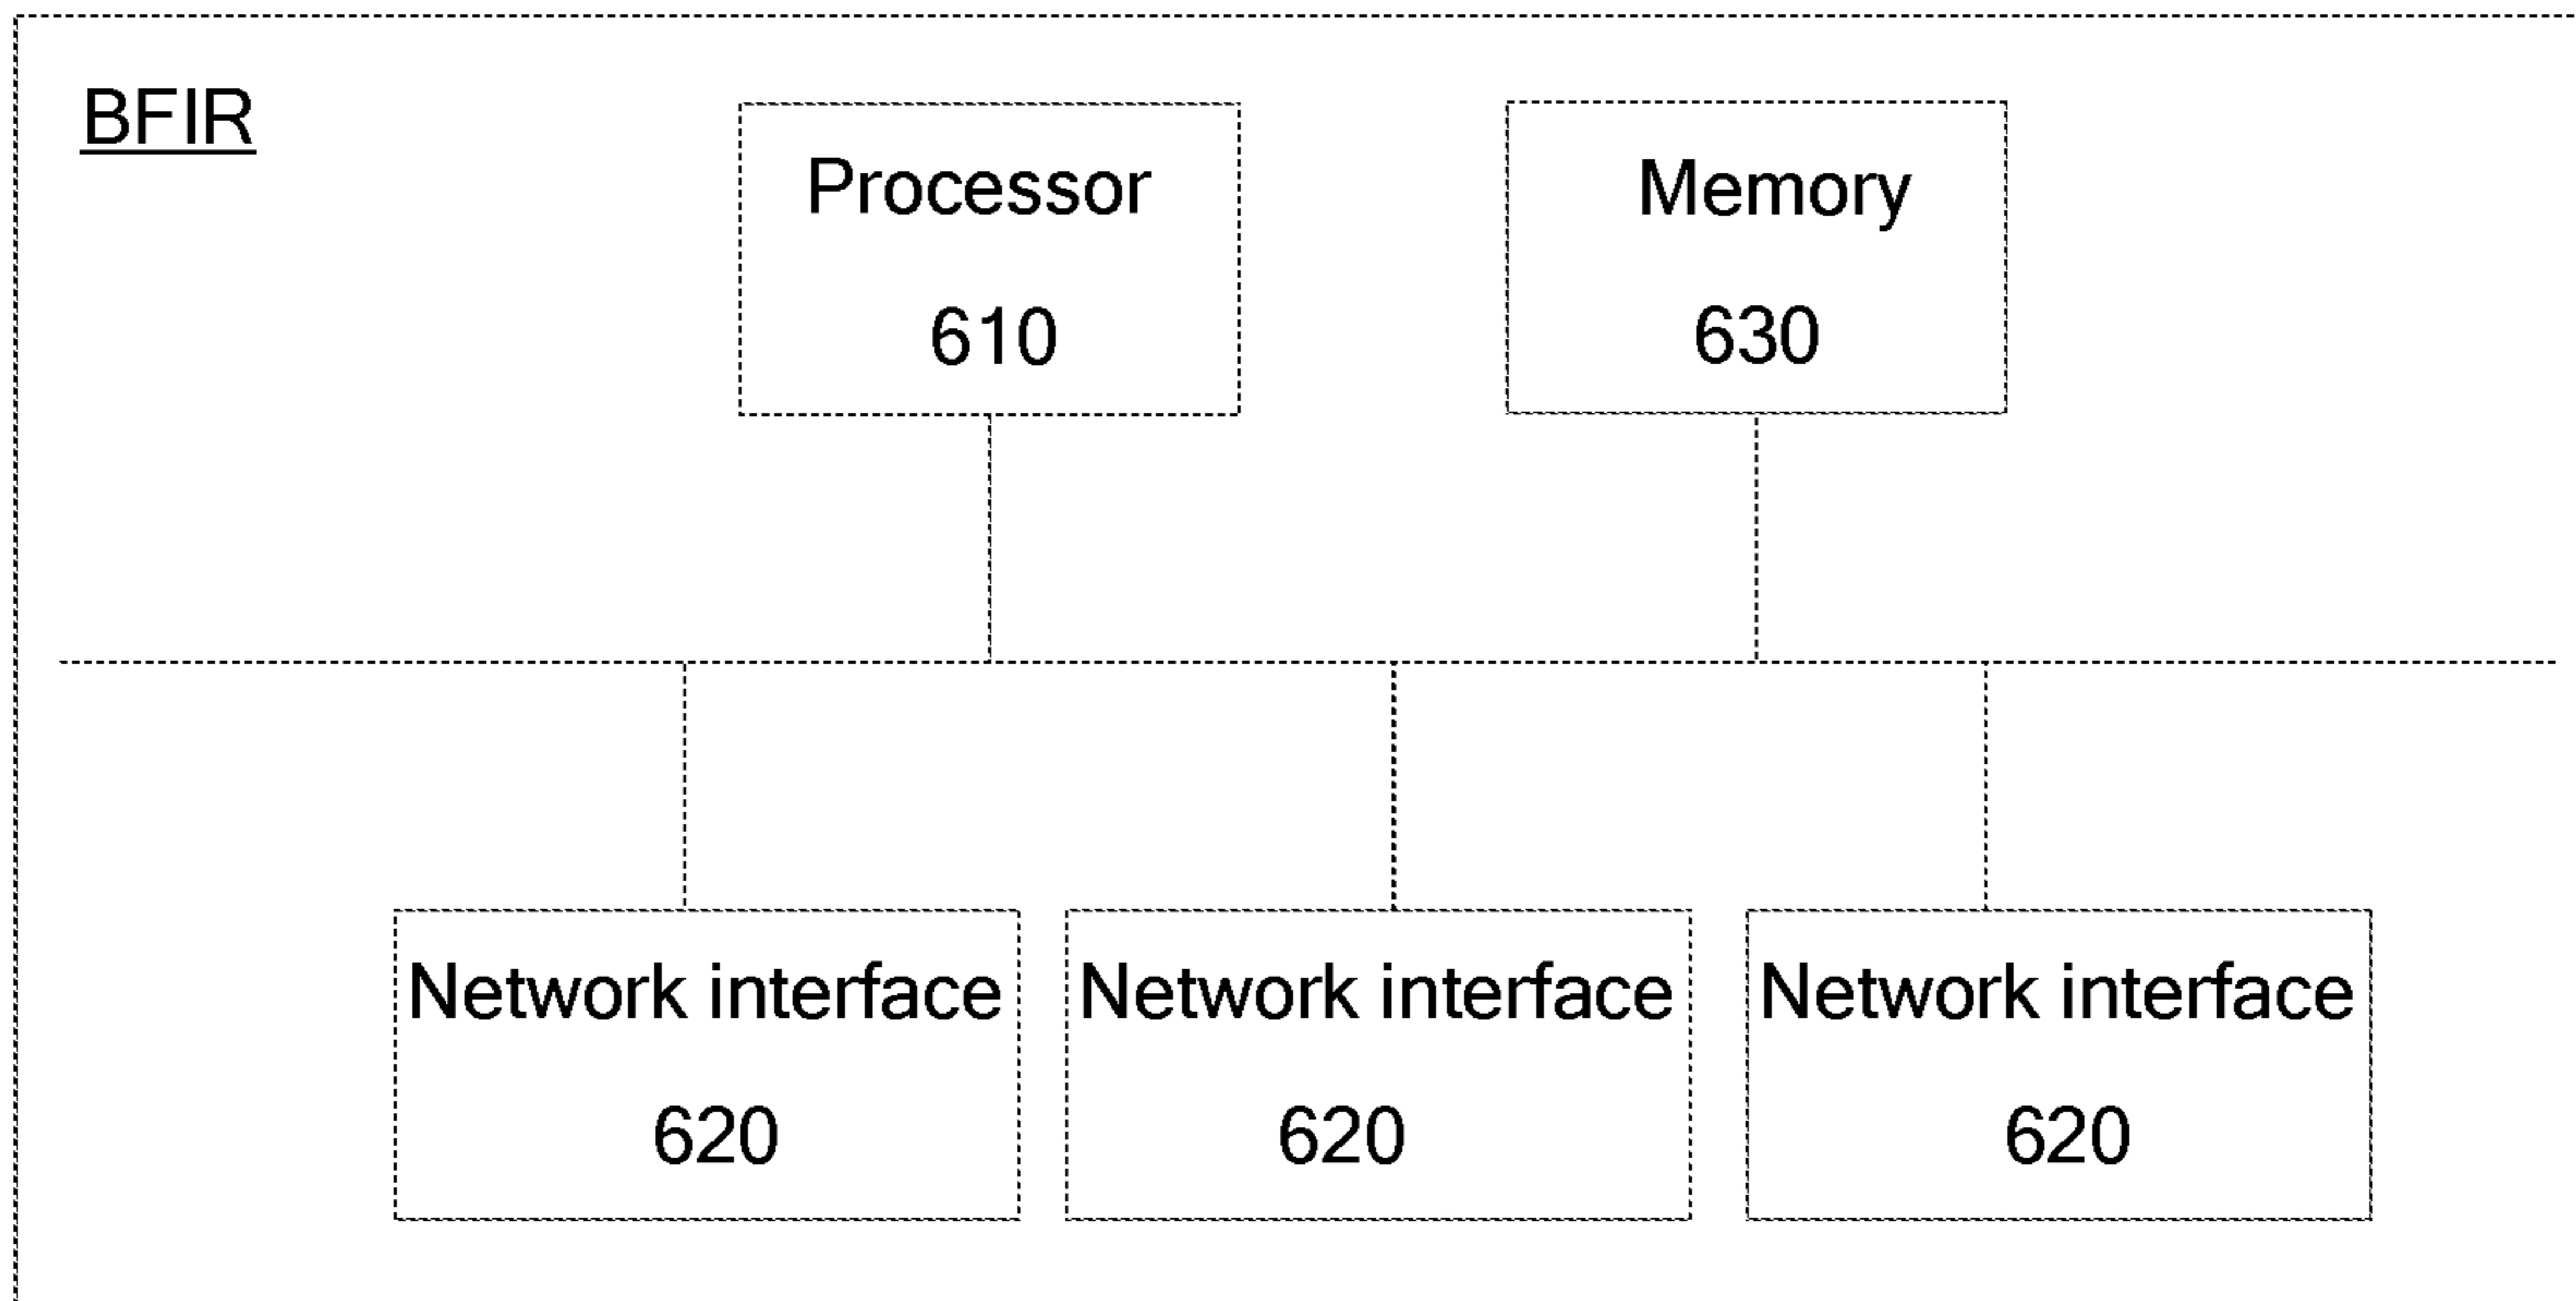 BFIR
Processor
610
Memory
630
Network interface
620
Network interface
620
Network interface
620